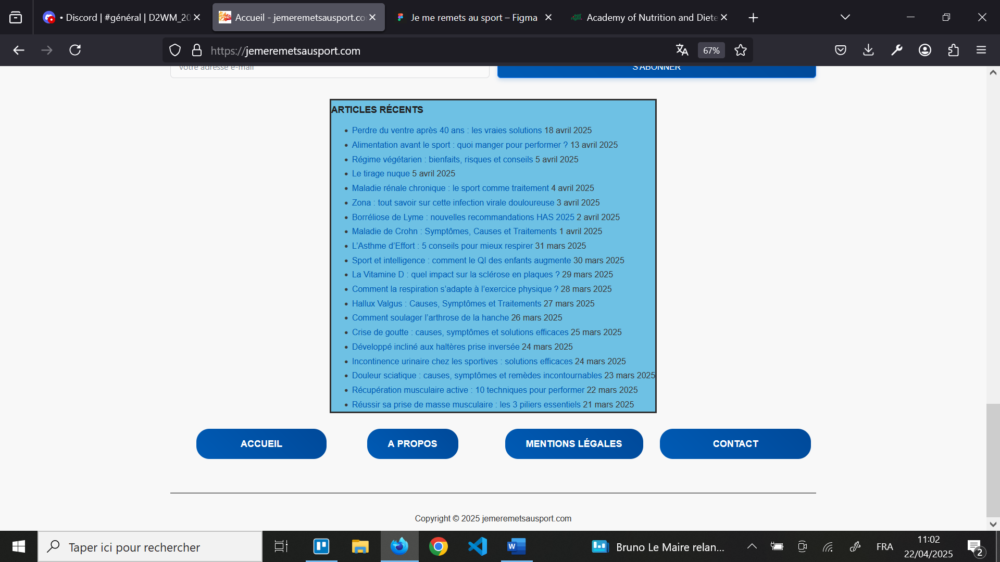 • Discord | #général | D2WM_20
Accueil - jemeremetsausport.co
Je me remets au sport – Figma
Academy of Nutrition and Diete
https://jemeremetsausport.com
67%
Votre adresse e-mail
S'ABONNER
ARTICLES RÉCENTS
Perdre du ventre après 40 ans : les vraies solutions 18 avril 2025
Alimentation avant le sport : quoi manger pour performer ? 13 avril 2025
Régime végétarien : bienfaits, risques et conseils 5 avril 2025
Le tirage nuque 5 avril 2025
Maladie rénale chronique : le sport comme traitement 4 avril 2025
Zona : tout savoir sur cette infection virale douloureuse 3 avril 2025
Borréliose de Lyme : nouvelles recommandations HAS 2025 2 avril 2025
Maladie de Crohn : Symptômes, Causes et Traitements 1 avril 2025
L’Asthme d’Effort : 5 conseils pour mieux respirer 31 mars 2025
Sport et intelligence : comment le QI des enfants augmente 30 mars 2025
La Vitamine D : quel impact sur la sclérose en plaques ? 29 mars 2025
Comment la respiration s’adapte à l’exercice physique ? 28 mars 2025
Hallux Valgus : Causes, Symptômes et Traitements 27 mars 2025
Comment soulager l’arthrose de la hanche 26 mars 2025
Crise de goutte : causes, symptômes et solutions efficaces 25 mars 2025
Développé incliné aux haltères prise inversée 24 mars 2025
Incontinence urinaire chez les sportives : solutions efficaces 24 mars 2025
Douleur sciatique : causes, symptômes et remèdes incontournables 23 mars 2025
Récupération musculaire active : 10 techniques pour performer 22 mars 2025
Réussir sa prise de masse musculaire : les 3 piliers essentiels 21 mars 2025
ACCUEIL
A PROPOS
MENTIONS LÉGALES
CONTACT
Copyright © 2025 jemeremetsausport.com
Taper ici pour rechercher
Bruno Le Maire relan...
FRA
11:02
22/04/2025
2